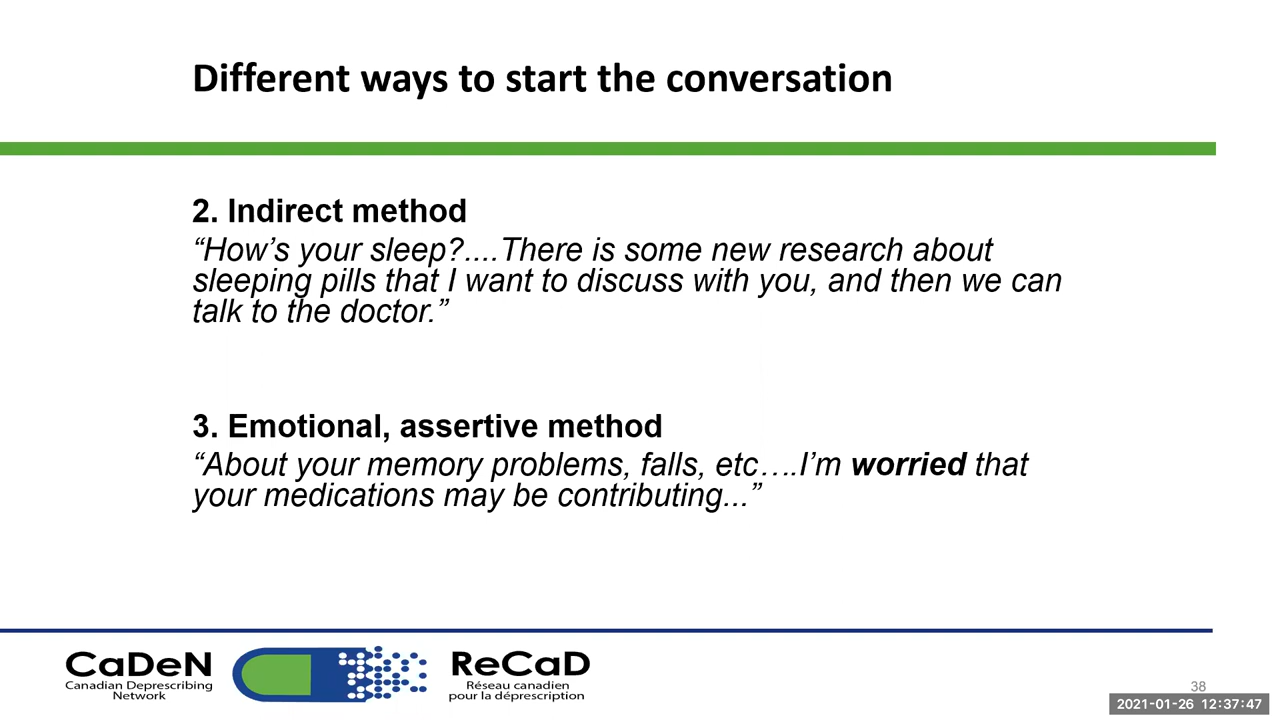 Different ways to start the conversation
2. Indirect method
“How’s your sleep?....There is some new research about
sleeping pills that I want to discuss with you, and then we can
talk to the doctor.”
3. Emotional, assertive method
“About your memory problems, falls, etc….I’m worried that
your medications may be contributing...”
CaDeN
Canadian Deprescribing
Network
ReCaD
Réseau canadien
pour la déprescription
38
2021-01-26 12:37:47